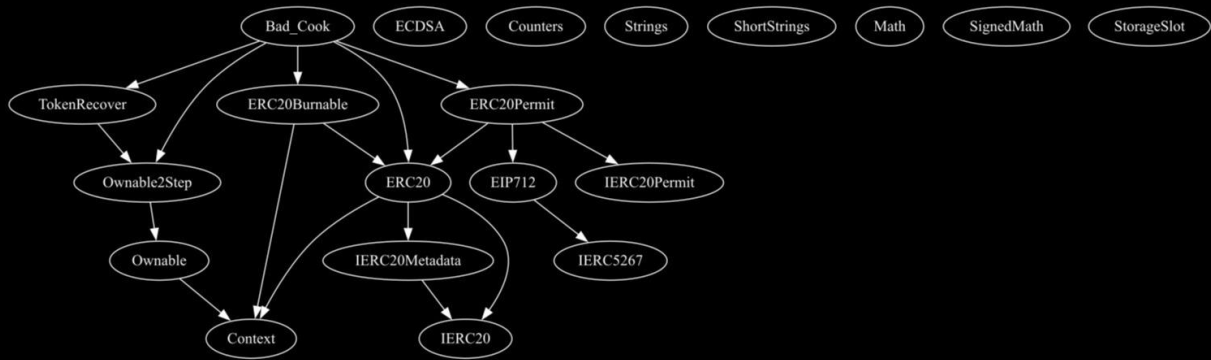 Bad_Cook
ECDSA
Counters
Strings
ShortStrings
Math
SignedMath
StorageSlot
TokenRecover
ERC20Burnable
ERC20Permit
Ownable2Step
ERC20
EIP712
IERC20Permit
Ownable
IERC20Metadata
IERC5267
Context
IERC20